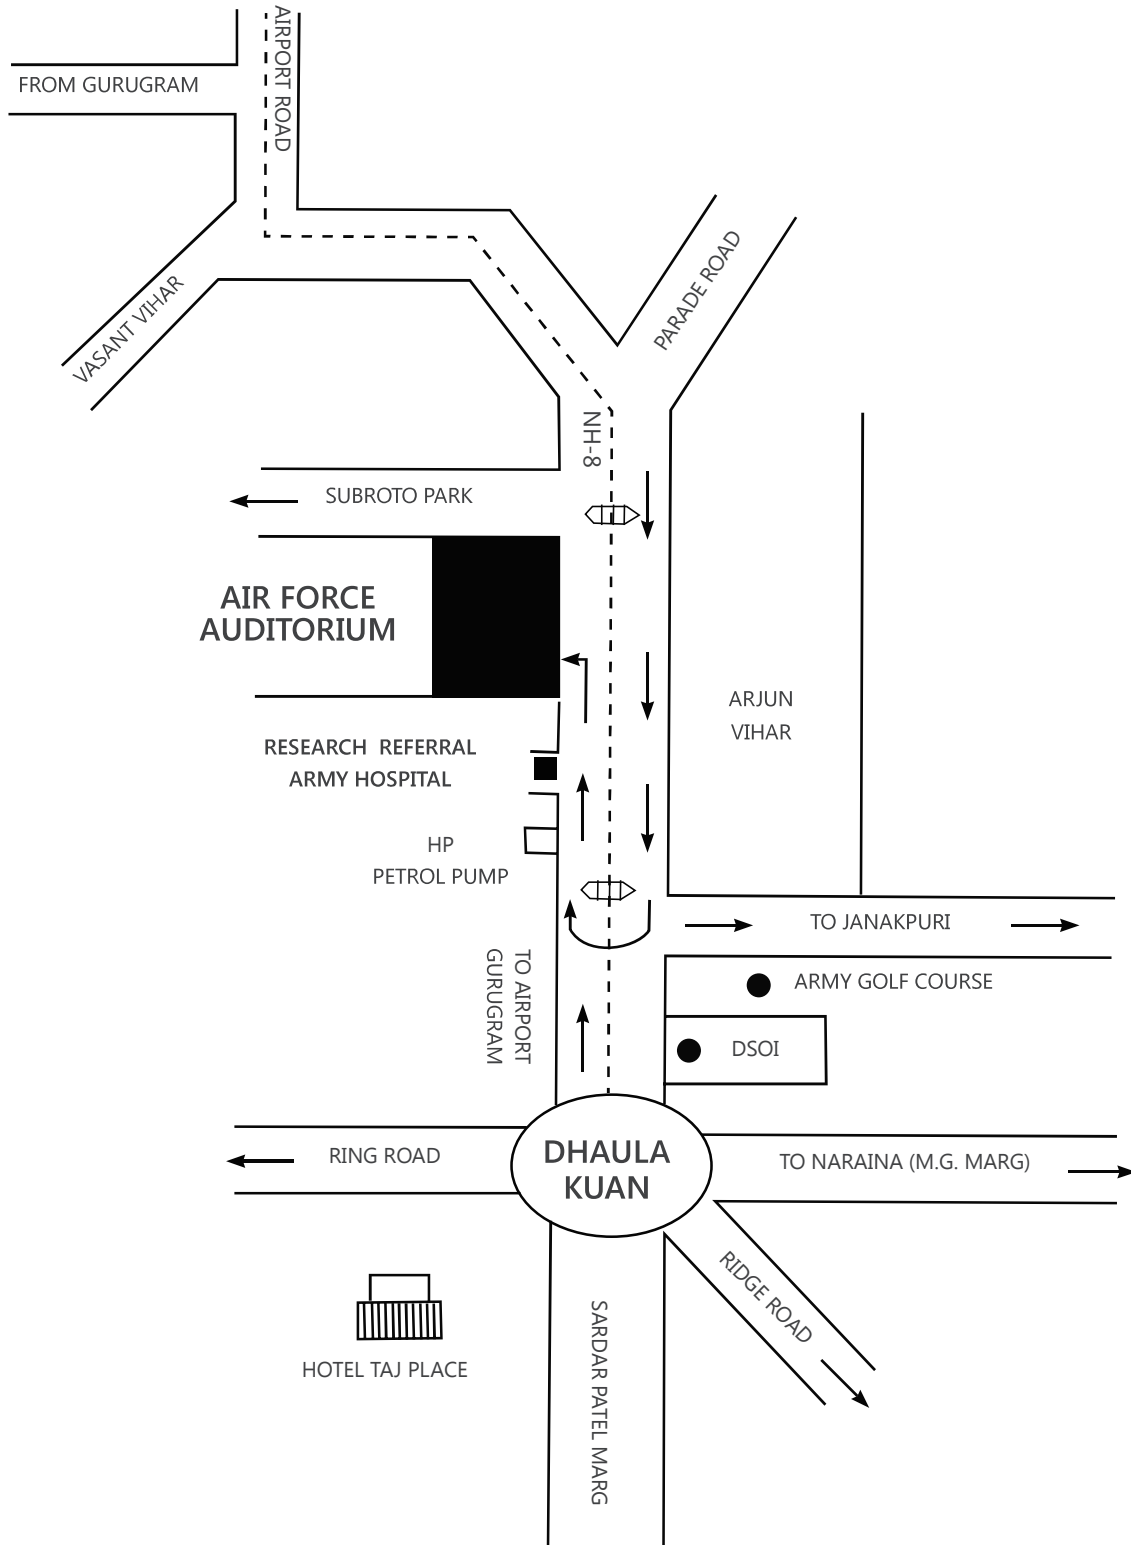 AIRPORT ROAD
FROM GURUGRAM
PARADE ROAD
VASANT VIHAR
NH-8
SUBROTO PARK
AIR FORCE
AUDITORIUM
ARJUN
VIHAR
RESEARCH REFERRAL
ARMY HOSPITAL
HP
PETROL PUMP
TO JANAKPURI
TO AIRPORT
GURUGRAM
ARMY GOLF COURSE
DSOI
DHAULA
KUAN
RING ROAD
TO NARAINA (M.G. MARG)
RIDGE ROAD
SARDAR PATEL MARG
HOTEL TAJ PLACE